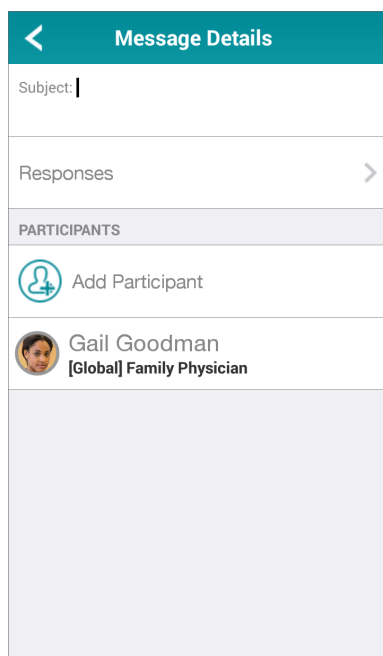 Message Details
Subject:
Responses
PARTICIPANTS
Add Participant
Gail Goodman
[Global] Family Physician